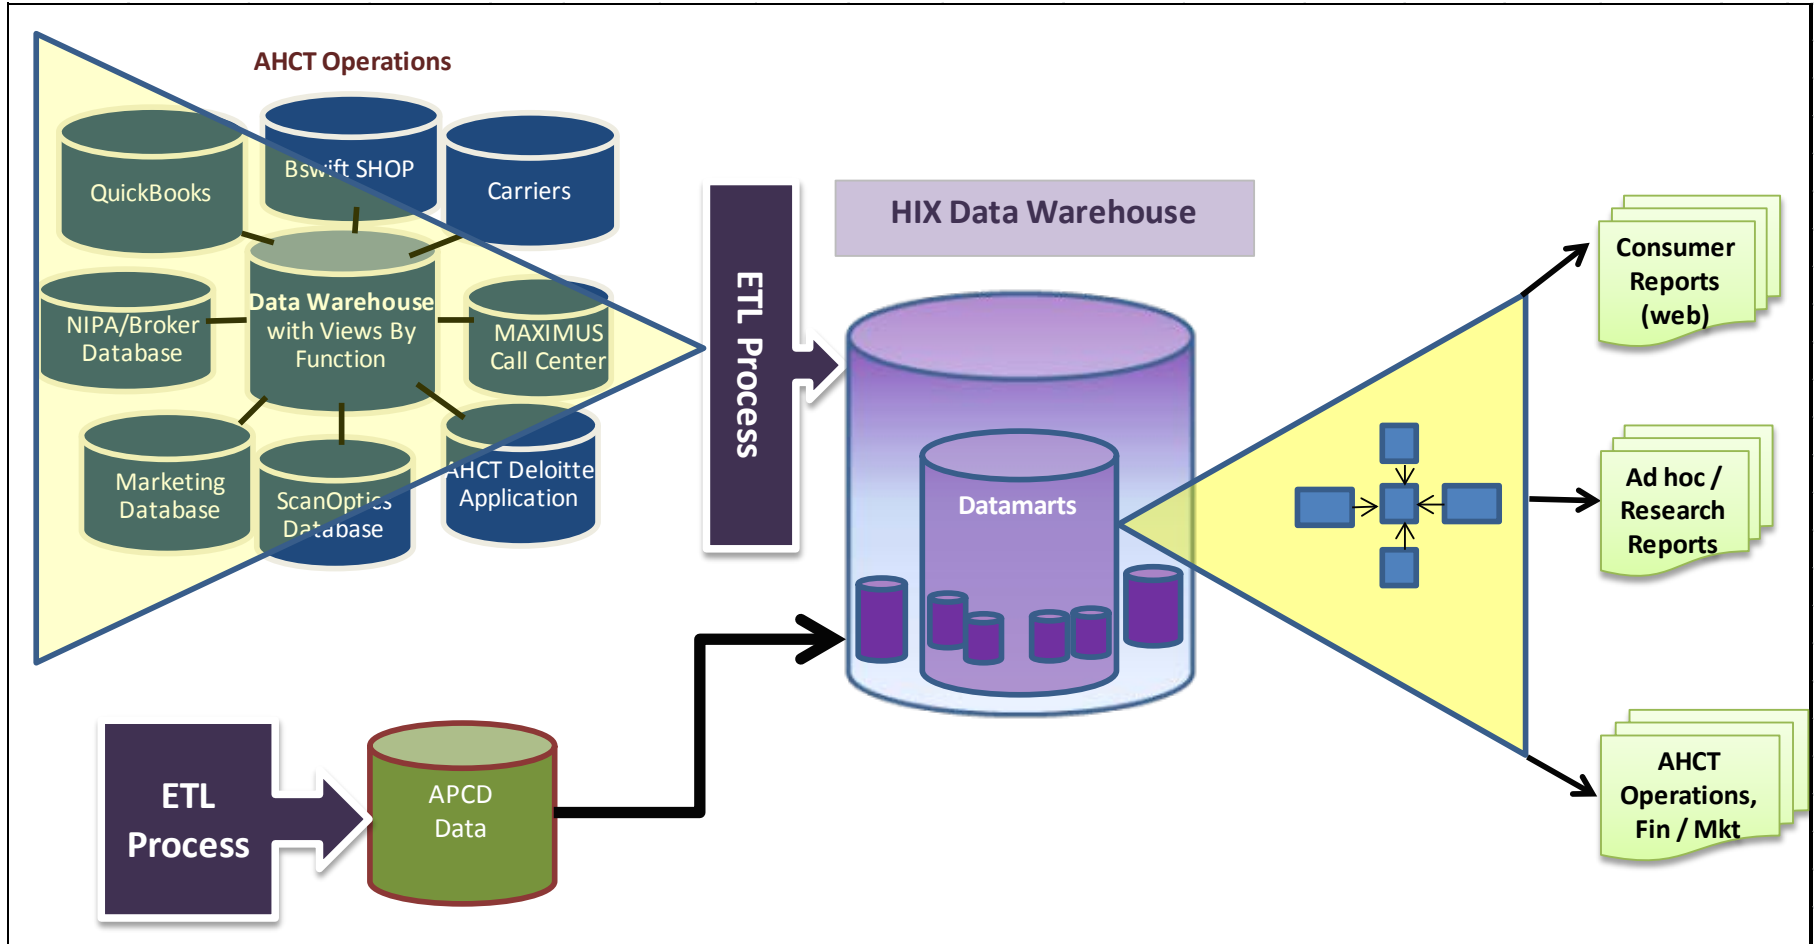 AHCT Operations
QuickBooks
Bswift SHOP
Carriers
NIPA/Broker
Database
Data Warehouse
with Views By
Function
MAXIMUS
Call Center
Marketing
Database
ScanOptics
Database
AHCT Deloitte
Application
ETL Process
HIX Data Warehouse
Datamarts
Consumer
Reports
(web)
Ad hoc /
Research
Reports
AHCT
Operations,
Fin / Mkt
ETL
Process
APCD
Data